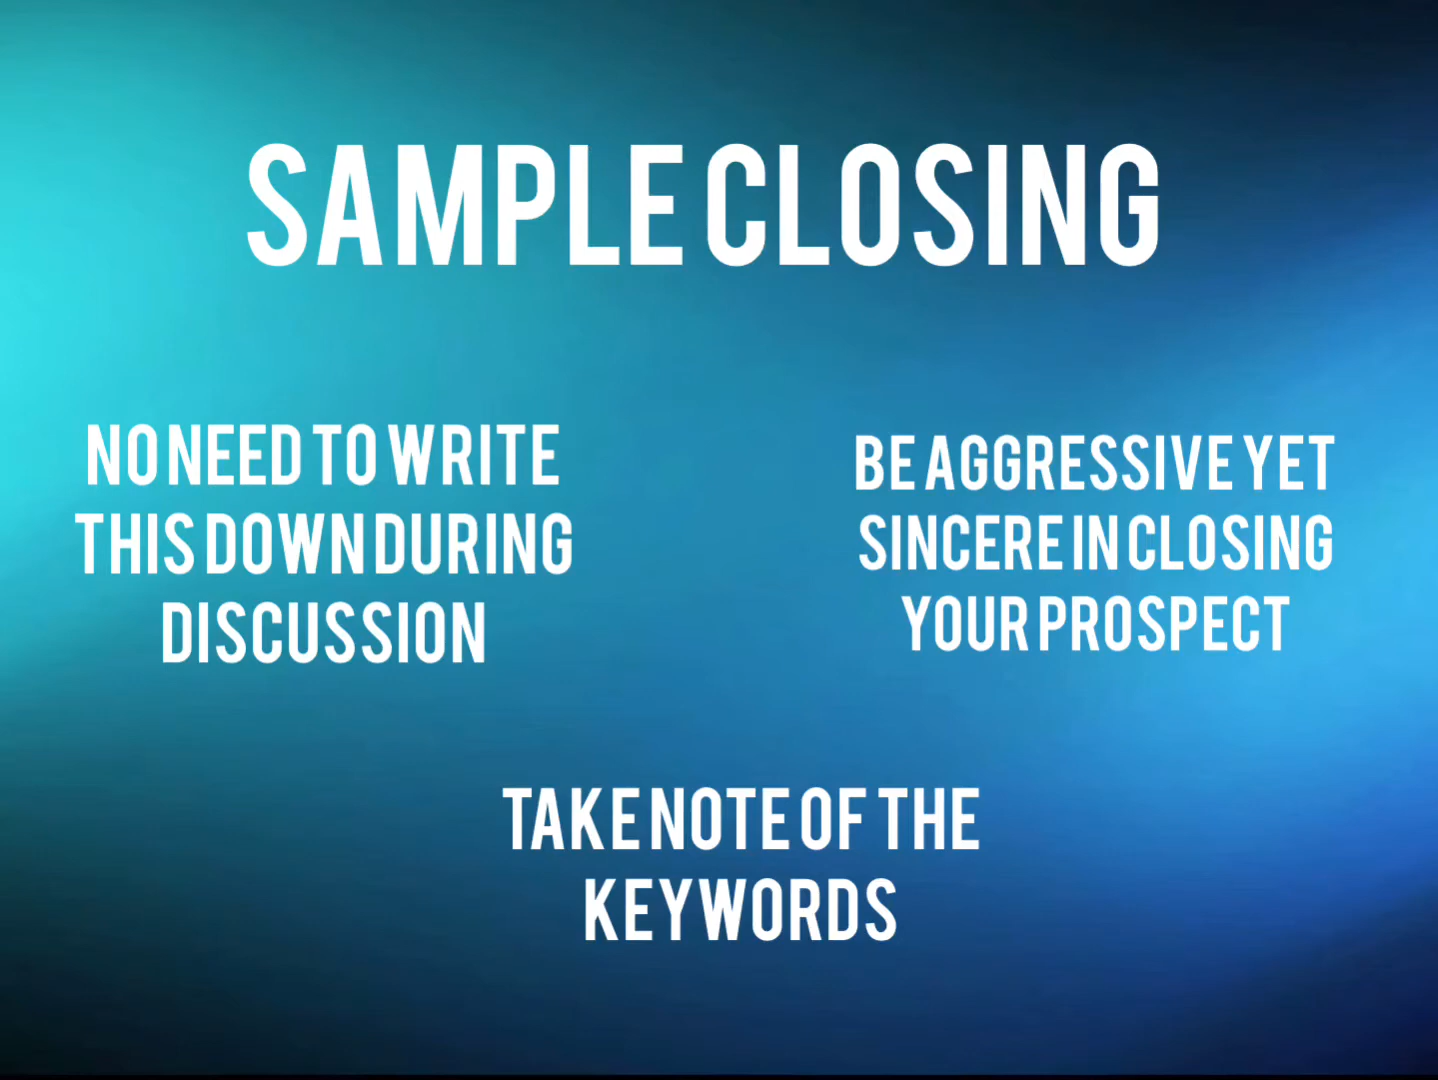 SAMPLE CLOSING
NO NEED TO WRITE
THIS DOWN DURING
DISCUSSION
BE AGGRESSIVE YET
SINCERE IN CLOSING
YOUR PROSPECT
TAKE NOTE OF THE
KEYWORDS